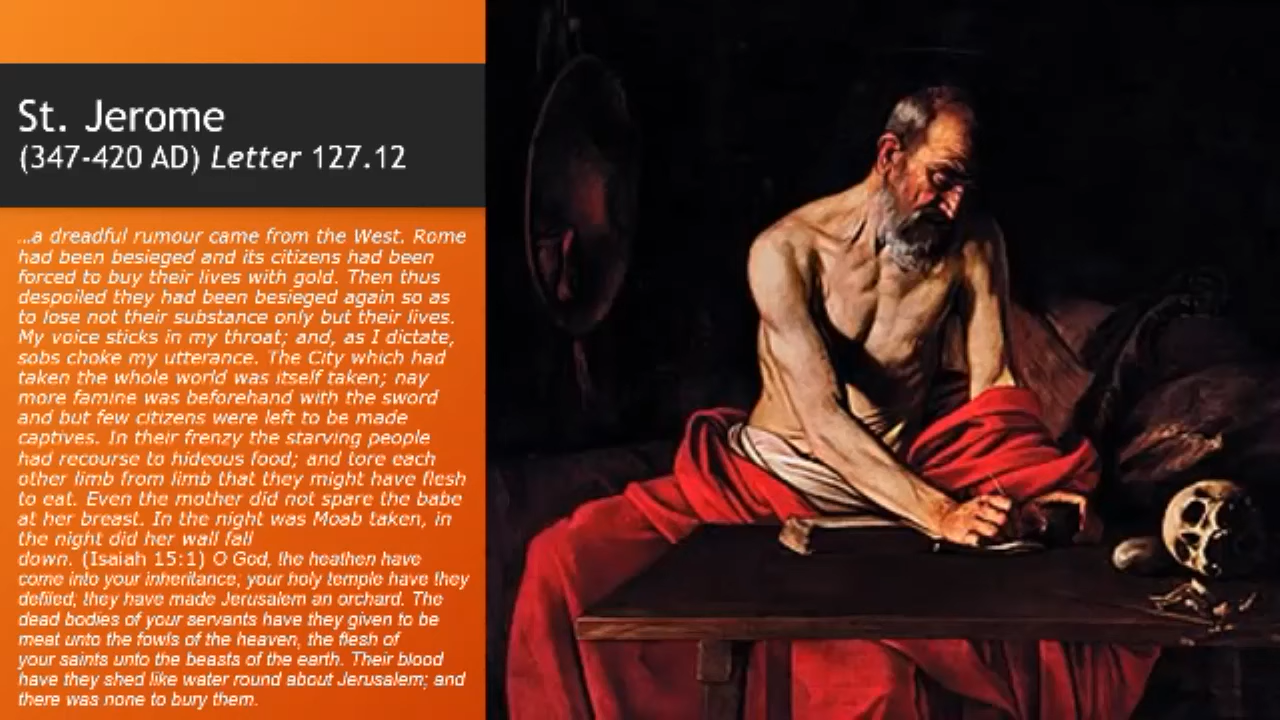 St. Jerome
(347-420 AD) Letter 127.12
…a dreadful rumour came from the West. Rome
had been besieged and its citizens had been
forced to buy their lives with gold. Then thus
despoiled they had been besieged again so as
to lose not their substance only but their lives.
My voice sticks in my throat; and, as I dictate,
sobs choke my utterance. The City which had
taken the whole world was itself taken; nay
more famine was beforehand with the sword
and but few citizens were left to be made
captives. In their frenzy the starving people
had recourse to hideous food; and tore each
other limb from limb that they might have flesh
to eat. Even the mother did not spare the babe
at her breast. In the night was Moab taken, in
the night did her wall fall
down. (Isaiah 15:1) O God, the heathen have
come into your inheritance; your holy temple have they
defiled; they have made Jerusalem an orchard. The
dead bodies of your servants have they given to be
meat unto the fowls of the heaven, the flesh of
your saints unto the beasts of the earth. Their blood
have they shed like water round about Jerusalem; and
there was none to bury them.